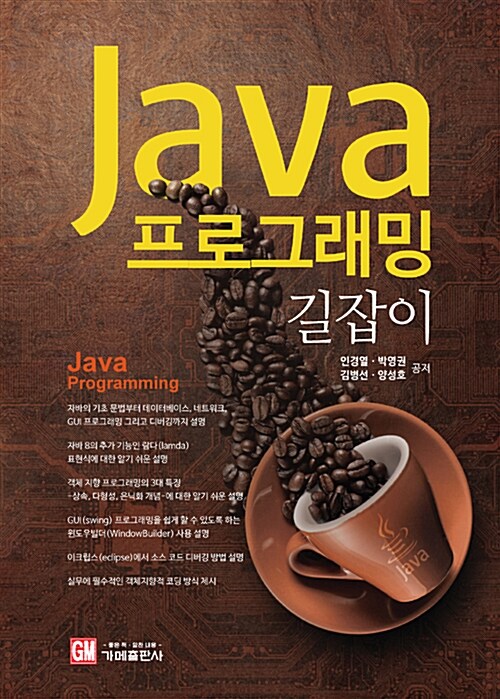 Java
프로그래밍
길잡이
인경열 · 박영권
김병선 · 양성호 공저
Java
Programming
자바의 기초 문법부터 데이터베이스, 네트워크,
GUI 프로그래밍 그리고 디버깅까지 설명
자바 8의 추가 기능인 람다(lamda)
표현식에 대한 알기 쉬운 설명
객체 지향 프로그래밍의 3대 특징
-상속, 다형성, 은닉화 개념-에 대한 알기 쉬운 설명
GUI(swing) 프로그래밍을 쉽게 할 수 있도록 하는
윈도우빌더(WindowBuilder) 사용 설명
이크립스(eclipse)에서 소스 코드 디버깅 방법 설명
실무에 필수적인 객체지향적 코딩 방식 제시
Java
GM
- 좋은 책 · 알찬 내용 -
가메출판사